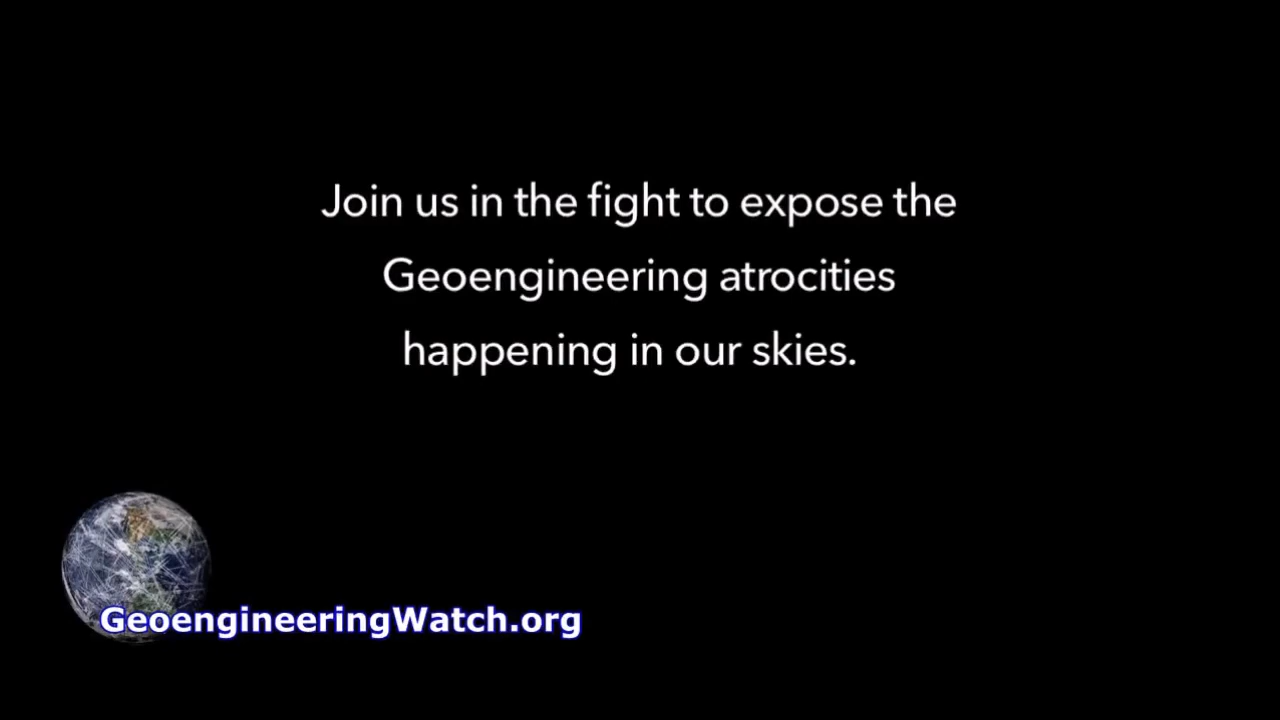 Join us in the fight to expose the
Geoengineering atrocities
happening in our skies.
GeoengineeringWatch.org